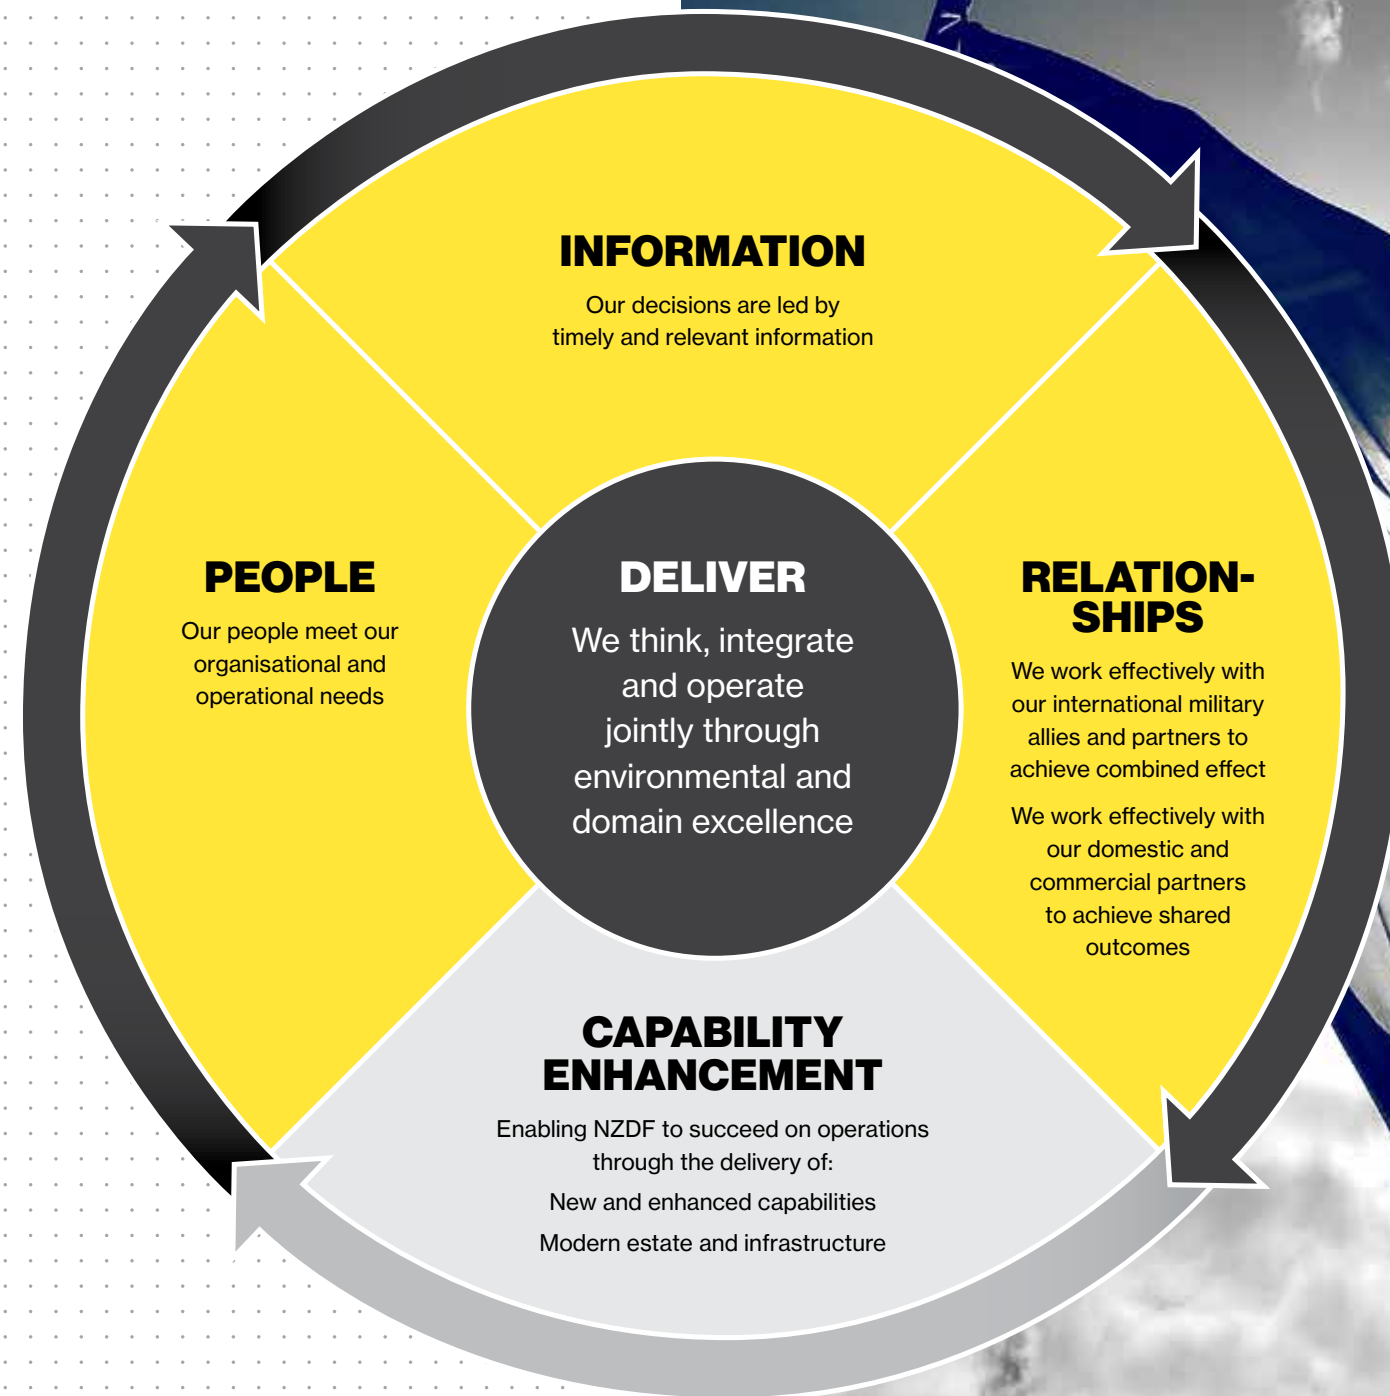 INFORMATION
Our decisions are led by
timely and relevant information
PEOPLE
Our people meet our
organisational and
operational needs
DELIVER
We think, integrate
and operate
jointly through
environmental and
domain excellence
RELATION-
SHIPS
We work effectively with
our international military
allies and partners to
achieve combined effect
We work effectively with
our domestic and
commercial partners
to achieve shared
outcomes
CAPABILITY
ENHANCEMENT
Enabling NZDF to succeed on operations
through the delivery of:
New and enhanced capabilities
Modern estate and infrastructure